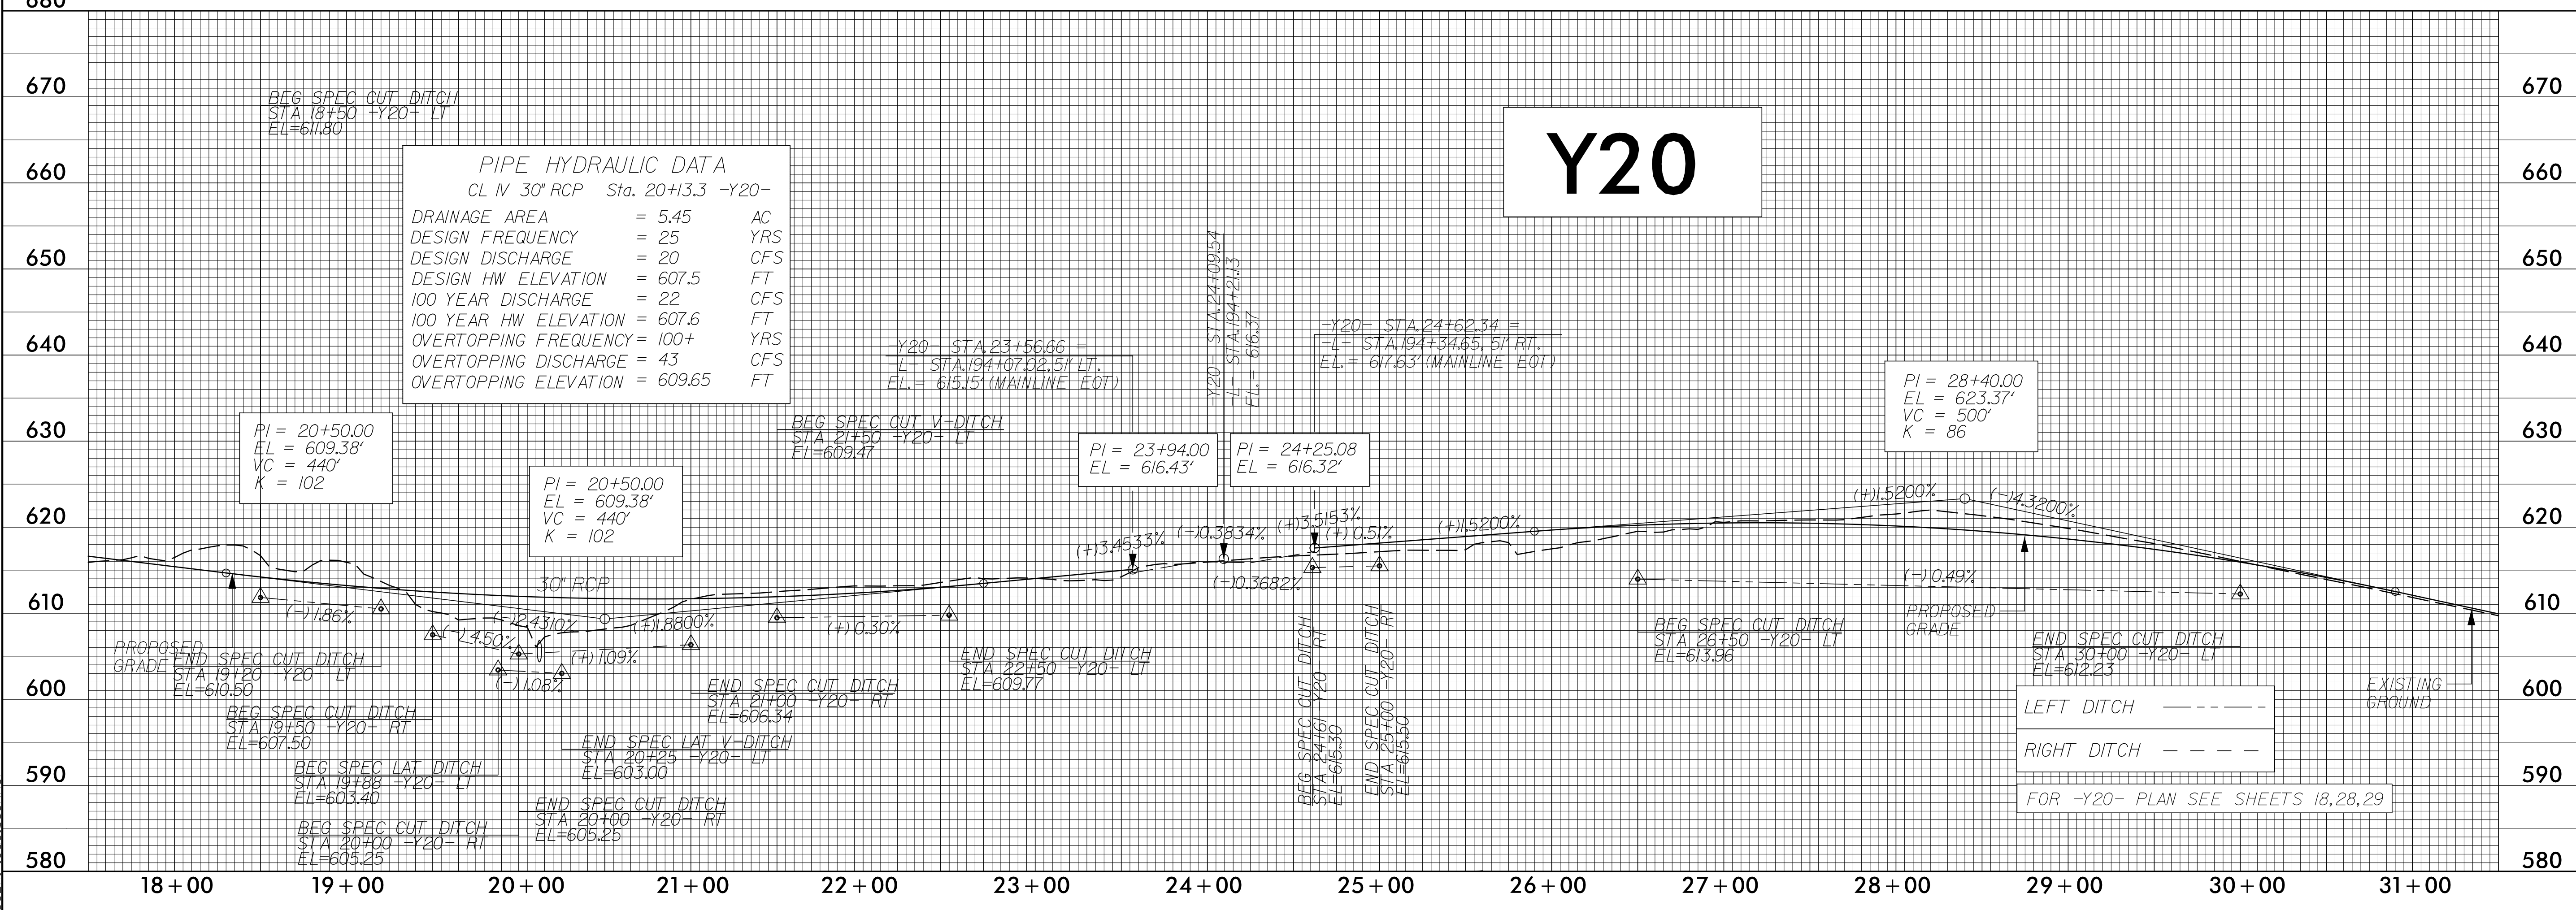 680
670
660
650
640
630
620
610
600
590
580
670
660
650
640
630
620
610
600
590
580
BEG SPEC CUT DITCH
STA 18+50 -Y20- LT
EL=611.80
PIPE HYDRAULIC DATA
CL IV 30" RCP Sta. 20+13.3 -Y20-
DRAINAGE AREA = 5.45 AC
DESIGN FREQUENCY = 25 YRS
DESIGN DISCHARGE = 20 CFS
DESIGN HW ELEVATION = 607.5 FT
100 YEAR DISCHARGE = 22 CFS
100 YEAR HW ELEVATION = 607.6 FT
OVERTOPPING FREQUENCY= 100+ YRS
OVERTOPPING DISCHARGE = 43 CFS
OVERTOPPING ELEVATION = 609.65 FT
Y20
-Y20- STA.23+56.66 =
-L- STA.194+07.02, 51' LT.
EL.= 615.15' (MAINLINE EOT)
-Y20- STA.24+09.54
-L- STA.194+21.13
EL.= 616.37
-Y20- STA.24+62.34 =
-L- STA.194+34.65, 51' RT.
EL.= 617.63' (MAINLINE EOT)
PI = 20+50.00
EL = 609.38'
VC = 440'
K = 102
PI = 20+50.00
EL = 609.38'
VC = 440'
K = 102
BEG SPEC CUT V-DITCH
STA 21+50 -Y20- LT
EL=609.47
PI = 23+94.00
EL = 616.43'
PI = 24+25.08
EL = 616.32'
PI = 28+40.00
EL = 623.37'
VC = 500'
K = 86
(+)1.5200%
(-)4.3200%
(+)3.4533%
(-)0.3834%
(+)3.5153%
(+)0.51%
(+)1.5200%
(-)0.3682%
(-)0.49%
30" RCP
(-)1.86%
(-)4.50%
(-)2.4310%
(+)1.8800%
(+)1.09%
(-)1.08%
(+)0.30%
PROPOSED
GRADE
END SPEC CUT DITCH
STA 19+20 -Y20- LT
EL=610.50
BEG SPEC CUT DITCH
STA 19+50 -Y20- RT
EL=607.50
BEG SPEC LAT DITCH
STA 19+88 -Y20- LT
EL=603.40
BEG SPEC CUT DITCH
STA 20+00 -Y20- RT
EL=605.25
END SPEC CUT DITCH
STA 20+00 -Y20- RT
EL=605.25
END SPEC LAT V-DITCH
STA 20+25 -Y20- LT
EL=603.00
END SPEC CUT DITCH
STA 21+00 -Y20- RT
EL=606.34
END SPEC CUT DITCH
STA 22+50 -Y20- LT
EL=609.77
BEG SPEC CUT DITCH
STA 24+61 -Y20- RT
EL=615.30
END SPEC CUT DITCH
STA 25+00 -Y20- RT
EL=615.50
BEG SPEC CUT DITCH
STA 26+50 -Y20- LT
EL=613.96
PROPOSED
GRADE
END SPEC CUT DITCH
STA 30+00 -Y20- LT
EL=612.23
EXISTING
GROUND
LEFT DITCH
RIGHT DITCH
FOR -Y20- PLAN SEE SHEETS 18,28,29
18+00 19+00 20+00 21+00 22+00 23+00 24+00 25+00 26+00 27+00 28+00 29+00 30+00 31+00